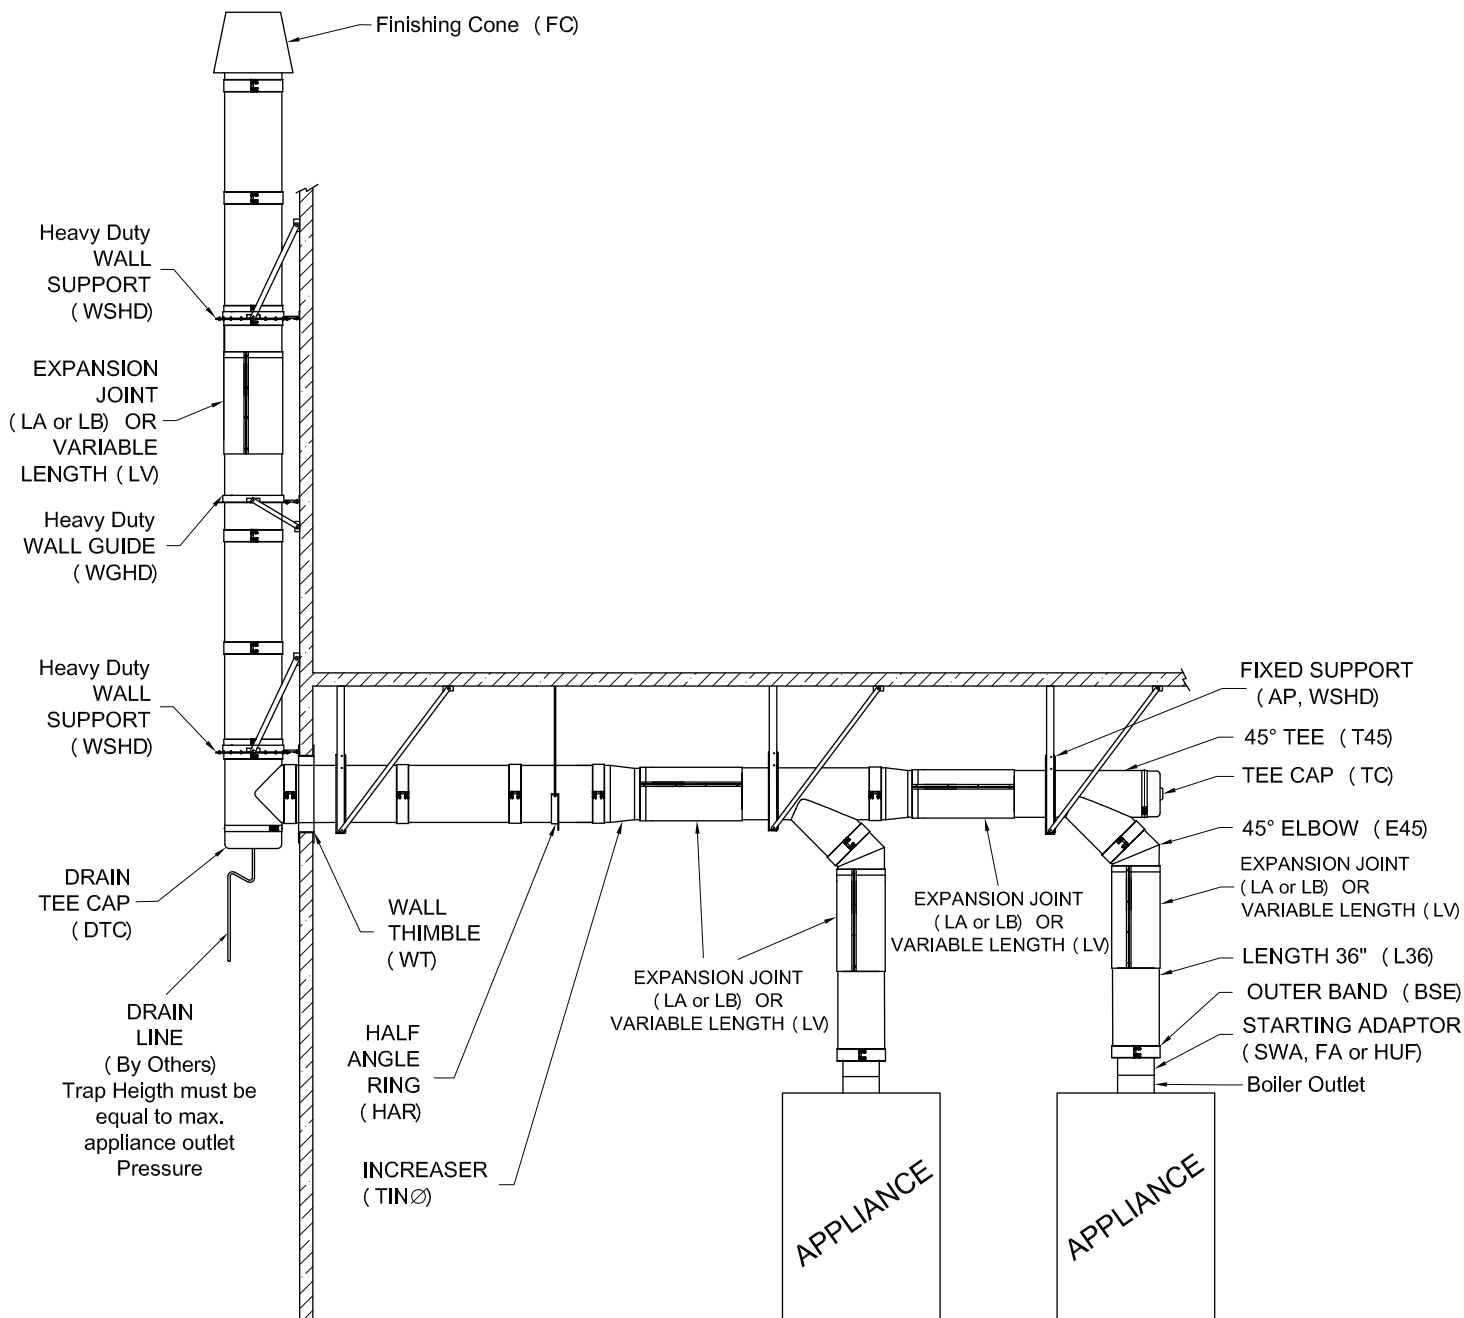 Finishing Cone (FC)
Heavy Duty
WALL
SUPPORT
(WSHD)
EXPANSION
JOINT
(LA or LB) OR
VARIABLE
LENGTH (LV)
Heavy Duty
WALL GUIDE
(WGHD)
Heavy Duty
WALL
SUPPORT
(WSHD)
DRAIN
TEE CAP
(DTC)
DRAIN
LINE
(By Others)
Trap Heigth must be
equal to max.
appliance outlet
Pressure
WALL
THIMBLE
(WT)
HALF
ANGLE
RING
(HAR)
INCREASER
(TIN∅)
EXPANSION JOINT
(LA or LB) OR
VARIABLE LENGTH (LV)
EXPANSION JOINT
(LA or LB) OR
VARIABLE LENGTH (LV)
FIXED SUPPORT
(AP, WSHD)
45° TEE (T45)
TEE CAP (TC)
45° ELBOW (E45)
EXPANSION JOINT
(LA or LB) OR
VARIABLE LENGTH (LV)
LENGTH 36" (L36)
OUTER BAND (BSE)
STARTING ADAPTOR
(SWA, FA or HUF)
Boiler Outlet
APPLIANCE
APPLIANCE